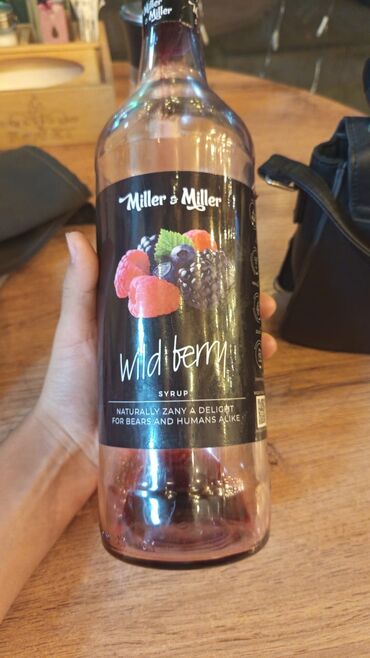 Miller & Miller
Miller & Miller
wild berry
SYRUP
NATURALLY ZANY A DELIGHT
FOR BEARS AND HUMANS ALIKE